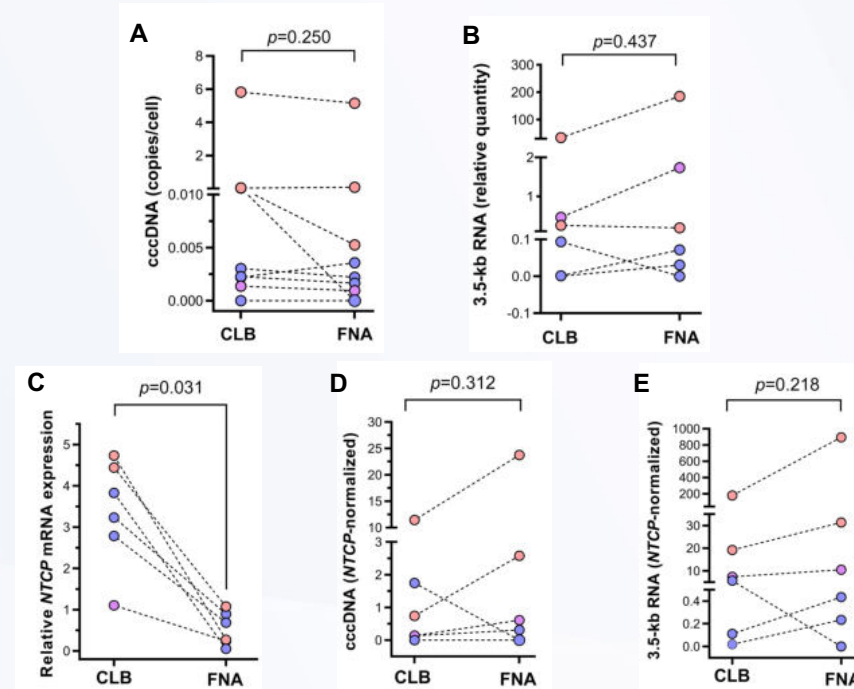 A
p=0.250
cccDNA (copies/cell)
8
6
4
2
0.010
0.005
0.000
CLB
FNA
B
p=0.437
3.5-kb RNA (relative quantity)
300
200
100
2
1
0.1
0.0
-0.1
CLB
FNA
C
p=0.031
Relative NTCP mRNA expression
5
4
3
2
1
0
CLB
FNA
D
p=0.312
cccDNA (NTCP-normalized)
30
25
20
15
10
3
2
1
0
CLB
FNA
E
p=0.218
3.5-kb RNA (NTCP-normalized)
1000
800
600
400
200
30
20
10
0.4
0.2
0.0
CLB
FNA